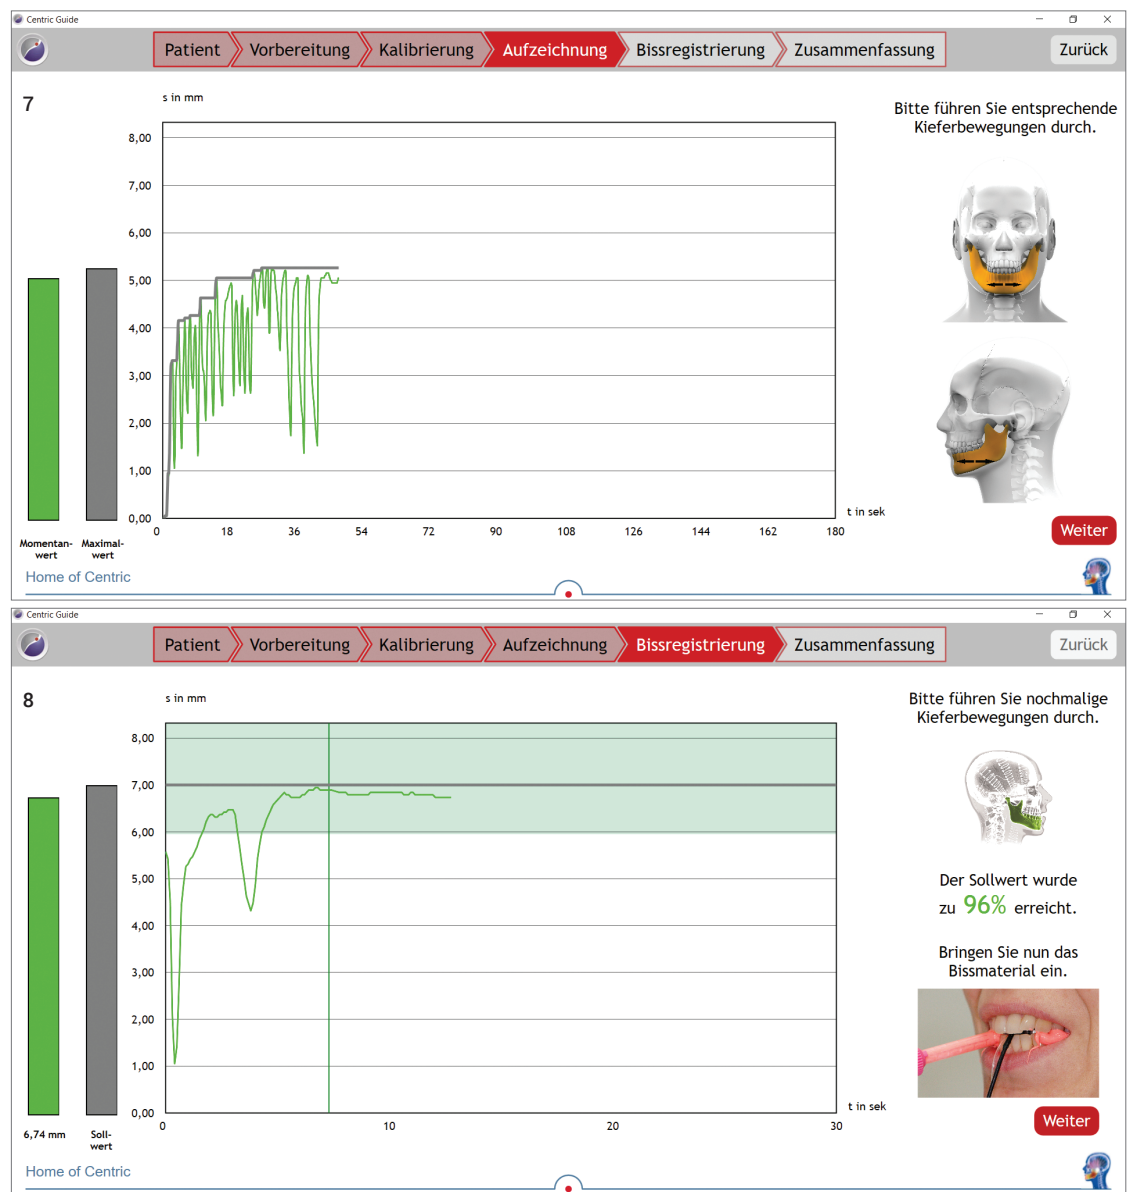 Centric Guide
Patient
Vorbereitung
Kalibrierung
Aufzeichnung
Bissregistrierung
Zusammenfassung
Zurück
7
s in mm
8,00
7,00
6,00
5,00
4,00
3,00
2,00
1,00
0,00
0
18
36
54
72
90
108
126
144
162
180
t in sek
Momentan-
wert
Maximal-
wert
Bitte führen Sie entsprechende
Kieferbewegungen durch.
Weiter
Home of Centric
Centric Guide
Patient
Vorbereitung
Kalibrierung
Aufzeichnung
Bissregistrierung
Zusammenfassung
Zurück
8
s in mm
8,00
7,00
6,00
5,00
4,00
3,00
2,00
1,00
0,00
0
10
20
30
t in sek
6,74 mm
Soll-
wert
Bitte führen Sie nochmalige
Kieferbewegungen durch.
Der Sollwert wurde
zu 96% erreicht.
Bringen Sie nun das
Bissmaterial ein.
Weiter
Home of Centric